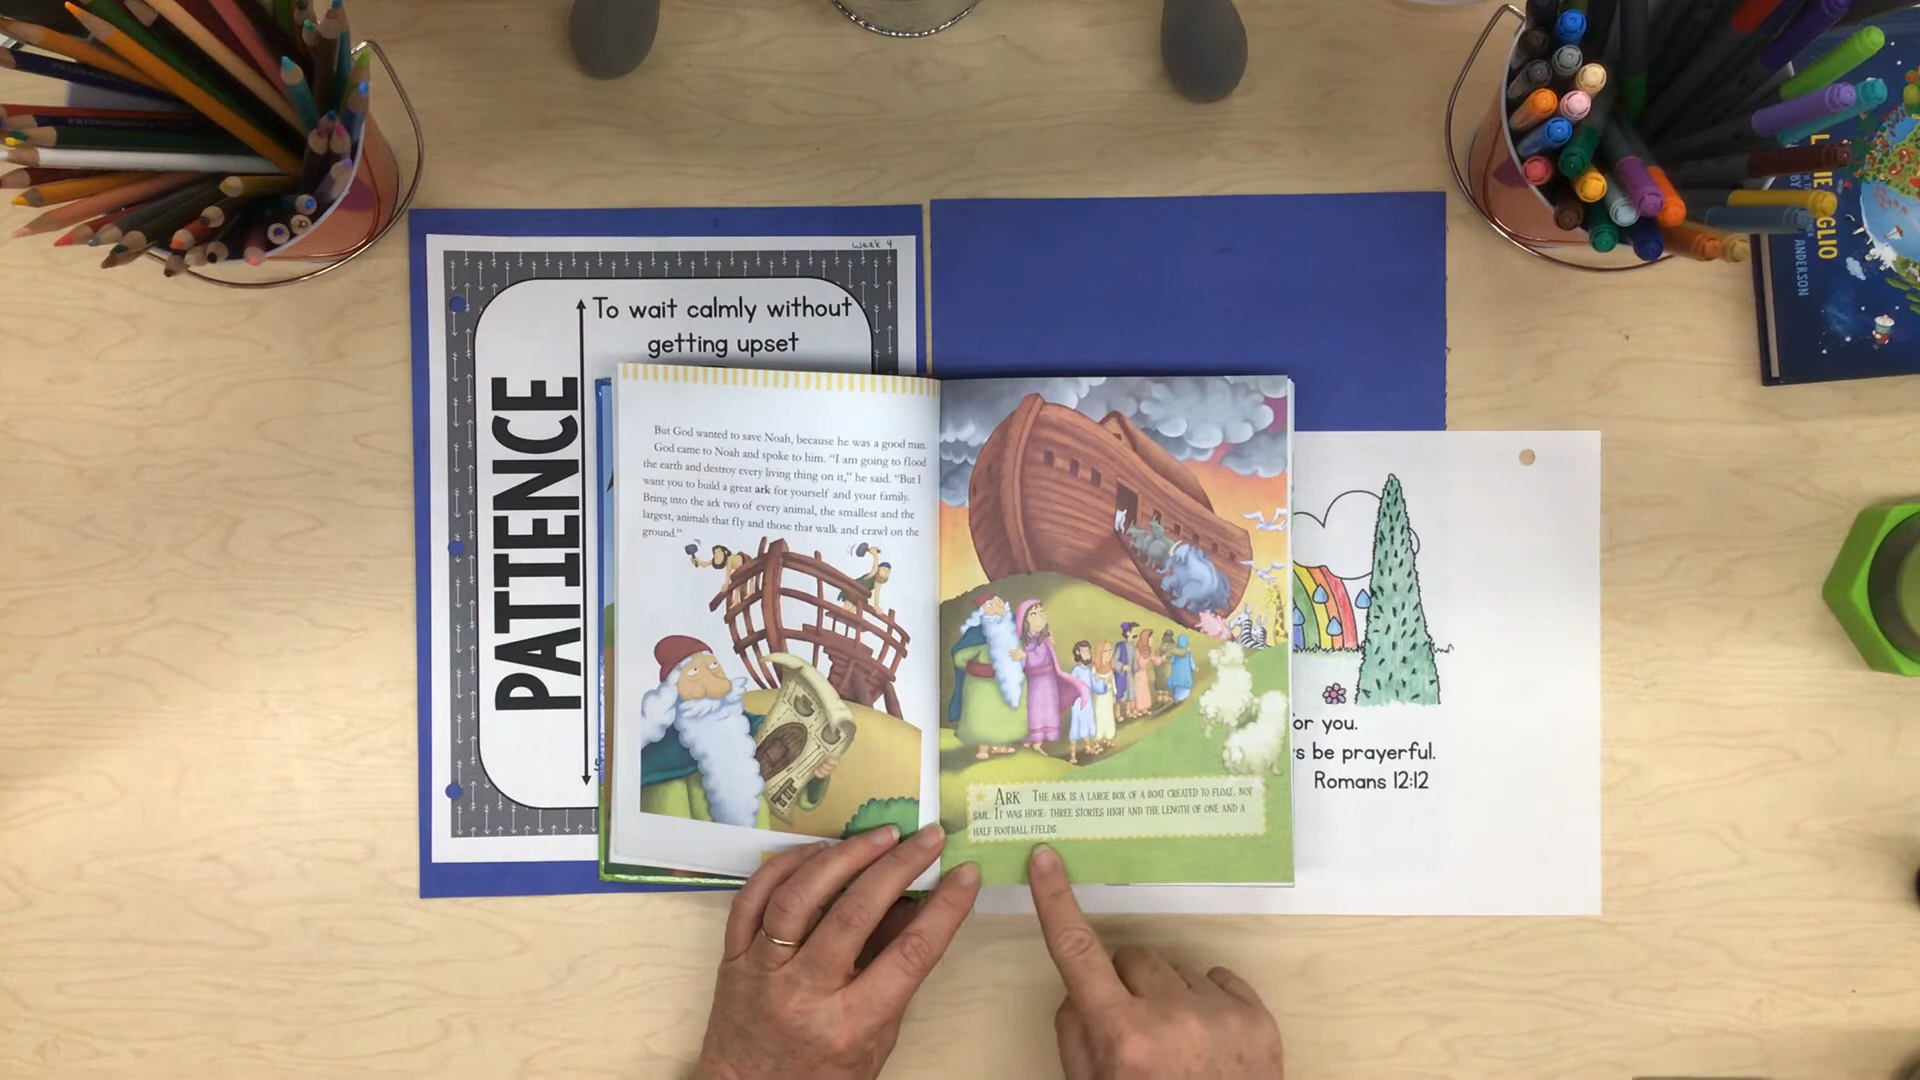 Week 4
PATIENCE
To wait calmly without
getting upset
But God wanted to save Noah, because he was a good man.
God came to Noah and spoke to him. “I am going to flood
the earth and destroy every living thing on it,” he said. “But I
want you to build a great ark for yourself and your family.
Bring into the ark two of every animal, the smallest and the
largest, animals that fly and those that walk and crawl on the
ground.”
ARK THE ARK IS A LARGE BOX OF A BOAT CREATED TO FLOAT, NOT
SAIL. IT WAS HUGE: THREE STORIES HIGH AND THE LENGTH OF ONE AND A
HALF FOOTBALL FIELDS.
or you.
s be prayerful.
Romans 12:12
GLIO
BY
ANDERSON